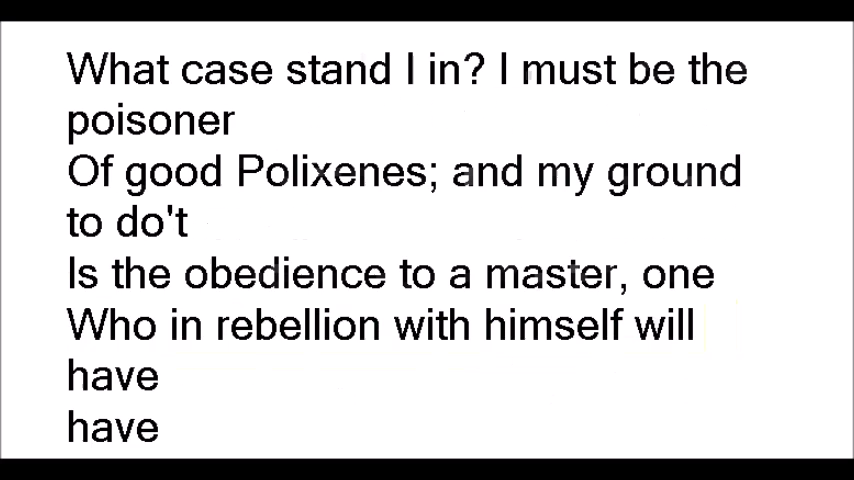 What case stand I in? I must be the
poisoner
Of good Polixenes; and my ground
to do't
Is the obedience to a master, one
Who in rebellion with himself will
have
have